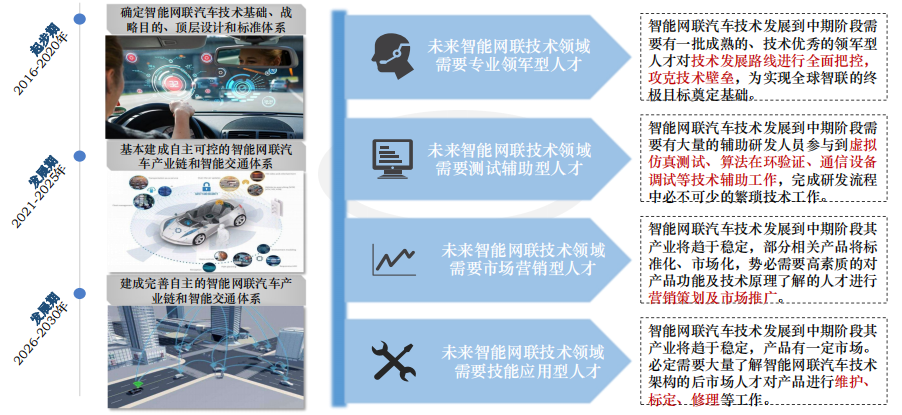 起步期
2016-2020年
确定智能网联汽车技术基础、战
略目的、顶层设计和标准体系
发展期
2021-2025年
基本建成自主可控的智能网联汽
车产业链和智能交通体系
发展期
2026-2030年
建成完善自主的智能网联汽车产
业链和智能交通体系
未来智能网联技术领域
需要专业领军型人才
智能网联汽车技术发展到中期阶段需
要有一批成熟的、技术优秀的领军型
人才对技术发展路线进行全面把控,
攻克技术壁垒，为实现全球智联的终
极目标奠定基础。
未来智能网联技术领域
需要测试辅助型人才
智能网联汽车技术发展到中期阶段需
要有大量的辅助研发人员参与到虚拟
仿真测试、算法在环验证、通信设备
调试等技术辅助工作，完成研发流程
中必不可少的繁琐技术工作。
未来智能网联技术领域
需要市场营销型人才
智能网联汽车技术发展到中期阶段其
产业将趋于稳定，部分相关产品将标
准化、市场化，势必需要高素质的对
产品功能及技术原理了解的人才进行
营销策划及市场推广。
未来智能网联技术领域
需要技能应用型人才
智能网联汽车技术发展到中期阶段其
产业将趋于稳定，产品有一定市场。
必定需要大量了解智能网联汽车技术
架构的后市场人才对产品进行维护、
标定、修理等工作。